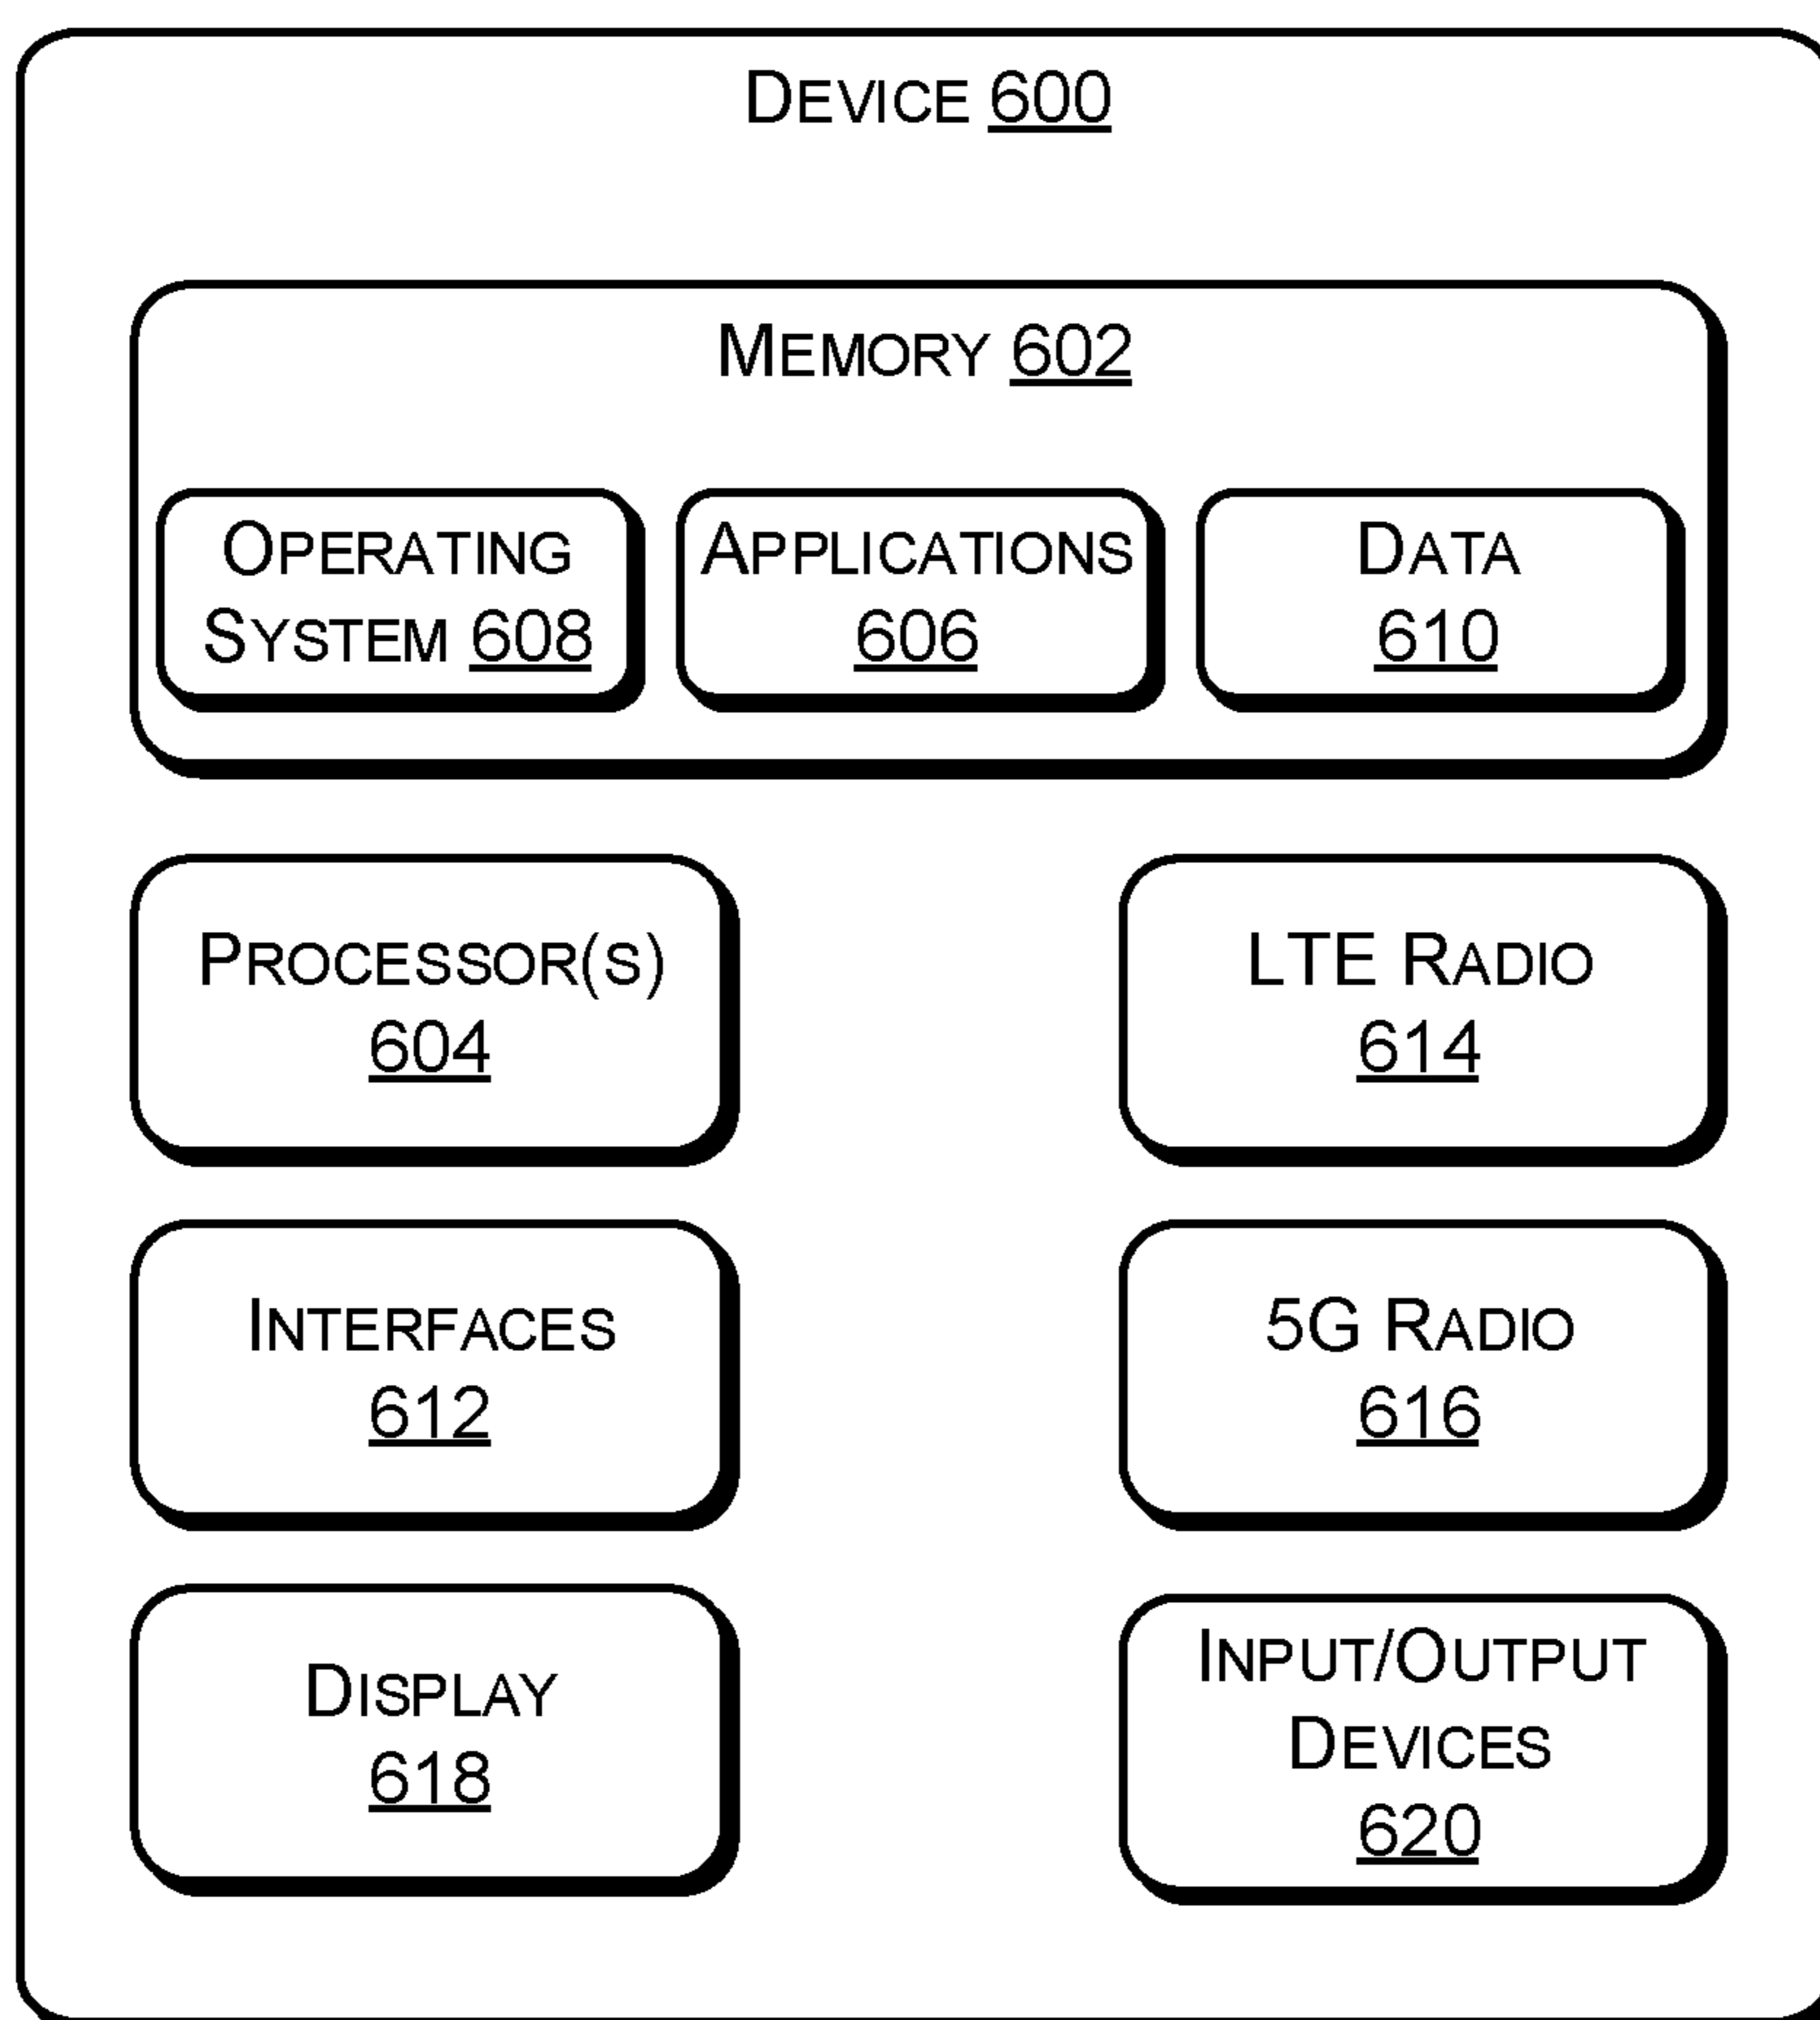 DEVICE 600
MEMORY 602
OPERATING
SYSTEM 608
APPLICATIONS
606
DATA
610
PROCESSOR(S)
604
LTE RADIO
614
INTERFACES
612
5G RADIO
616
DISPLAY
618
INPUT/OUTPUT
DEVICES
620